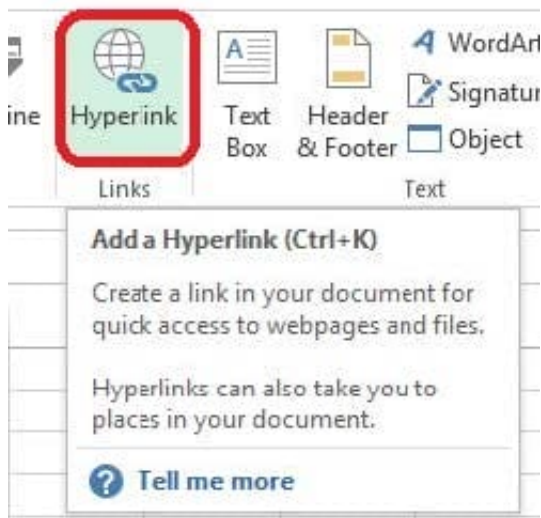 ine
Hyperlink
Text
Box
Header
& Footer
A WordArt
Signatur
Object
Links
Text
Add a Hyperlink (Ctrl+K)
Create a link in your document for
quick access to webpages and files.
Hyperlinks can also take you to
places in your document.
? Tell me more